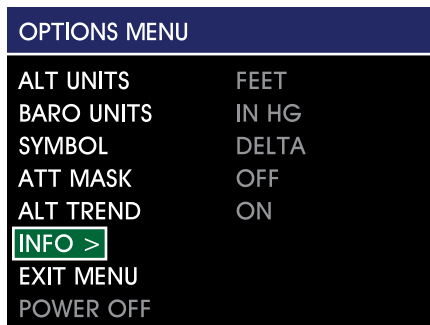 OPTIONS MENU
ALT UNITS FEET
BARO UNITS IN HG
SYMBOL DELTA
ATT MASK OFF
ALT TREND ON
INFO >
EXIT MENU
POWER OFF